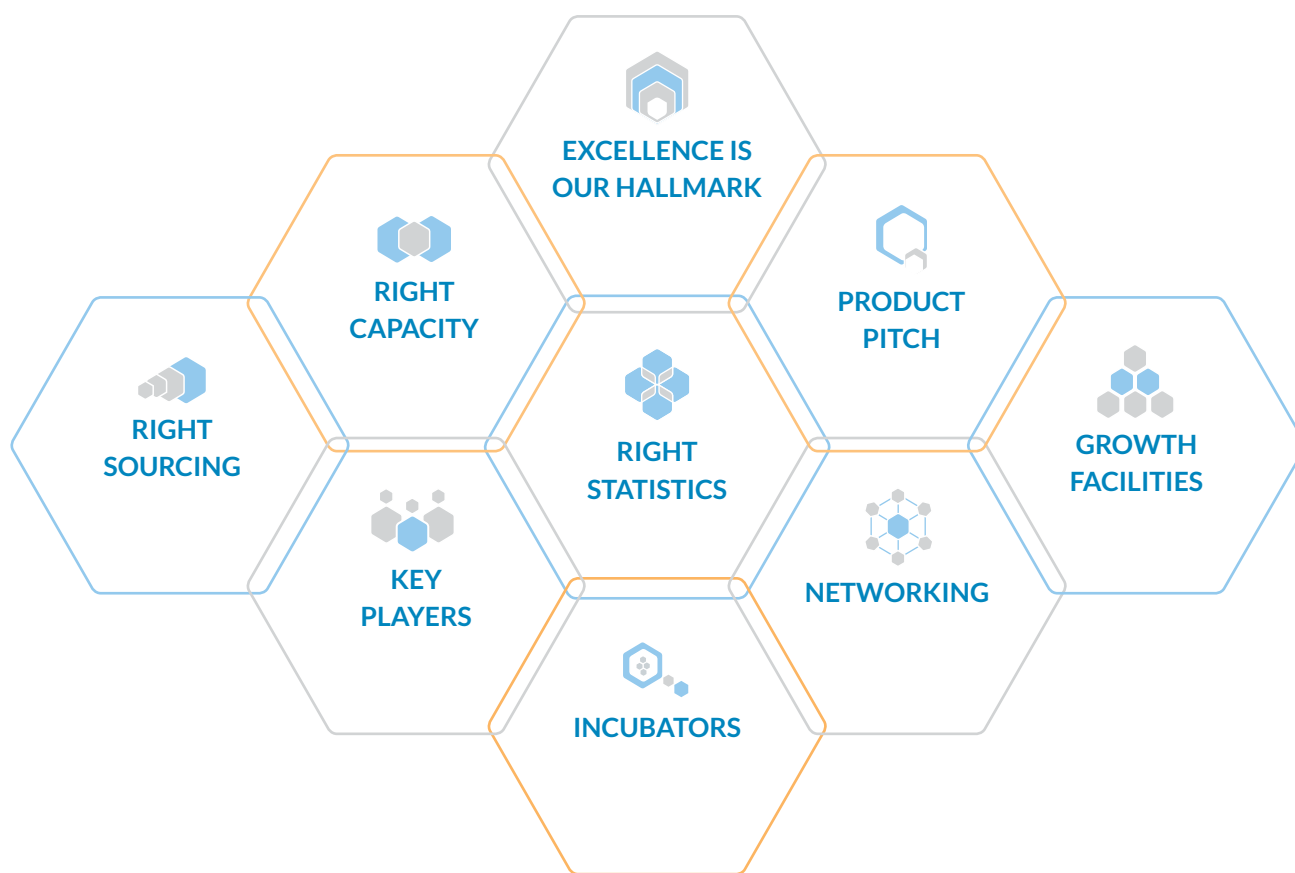 EXCELLENCE IS
OUR HALLMARK
RIGHT
CAPACITY
PRODUCT
PITCH
RIGHT
SOURCING
RIGHT
STATISTICS
GROWTH
FACILITIES
KEY
PLAYERS
NETWORKING
INCUBATORS